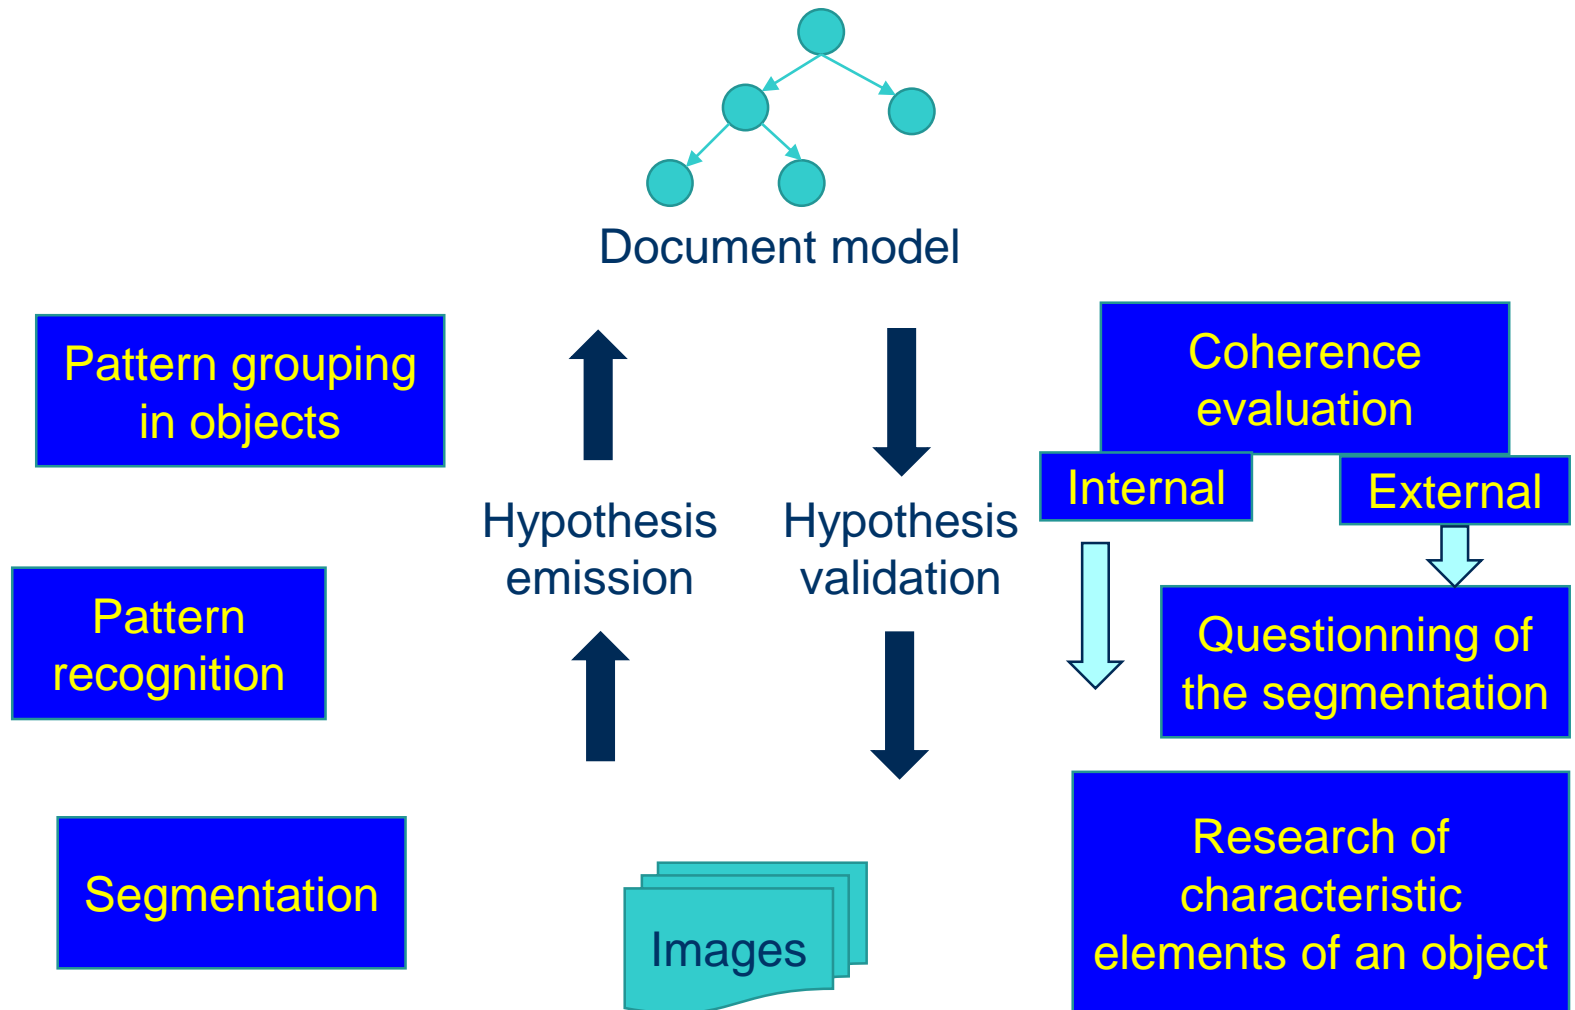 Document model
Pattern grouping
in objects
Coherence
evaluation
Internal
External
Hypothesis
emission
Hypothesis
validation
Pattern
recognition
Questionning of
the segmentation
Segmentation
Images
Research of
characteristic
elements of an object